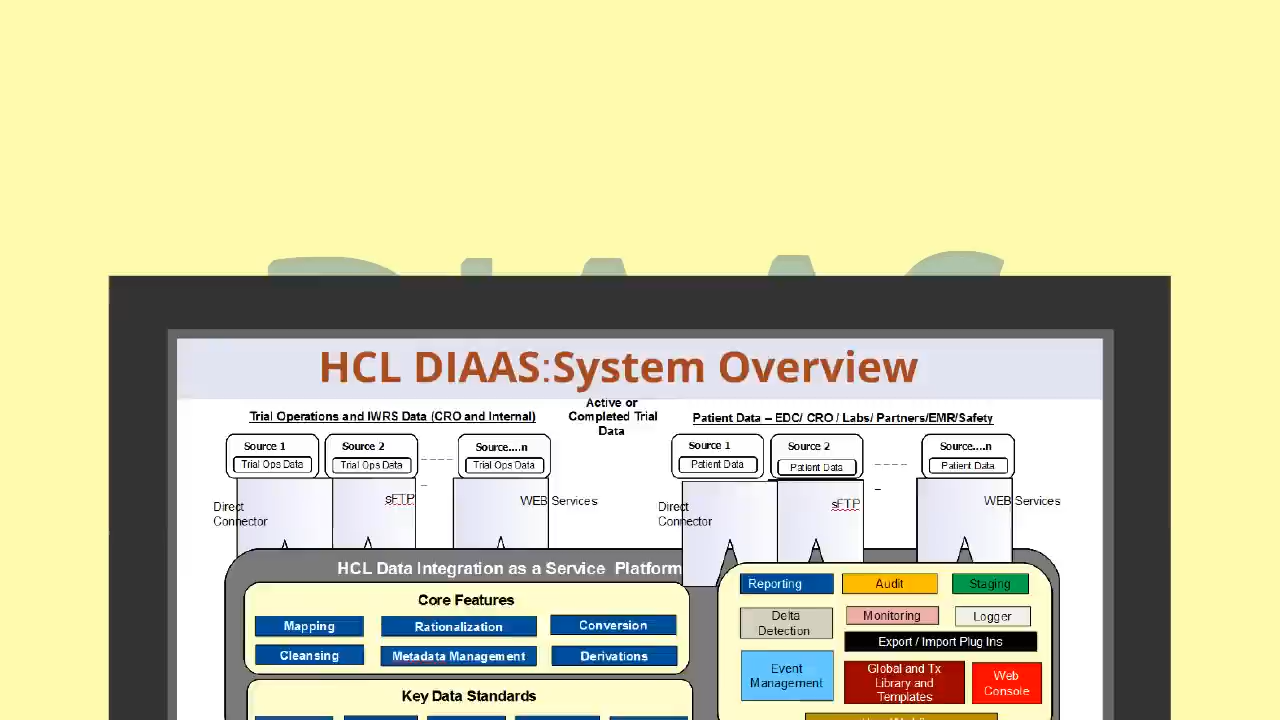 DIAAS
HCL DIAAS:System Overview
Trial Operations and IWRS Data (CRO and Internal)
Active or
Completed Trial
Data
Patient Data – EDC/ CRO / Labs/ Partners/EMR/Safety
Source 1
Trial Ops Data
Source 2
Trial Ops Data
Source....n
Trial Ops Data
Source 1
Patient Data
Source 2
Patient Data
Source....n
Patient Data
Direct
Connector
sFTP
WEB Services
Direct
Connector
sFTP
WEB Services
HCL Data Integration as a Service Platform
Core Features
Mapping
Rationalization
Conversion
Cleansing
Metadata Management
Derivations
Key Data Standards
Reporting
Audit
Staging
Delta
Detection
Monitoring
Logger
Export / Import Plug Ins
Event
Management
Global and Tx
Library and
Templates
Web
Console